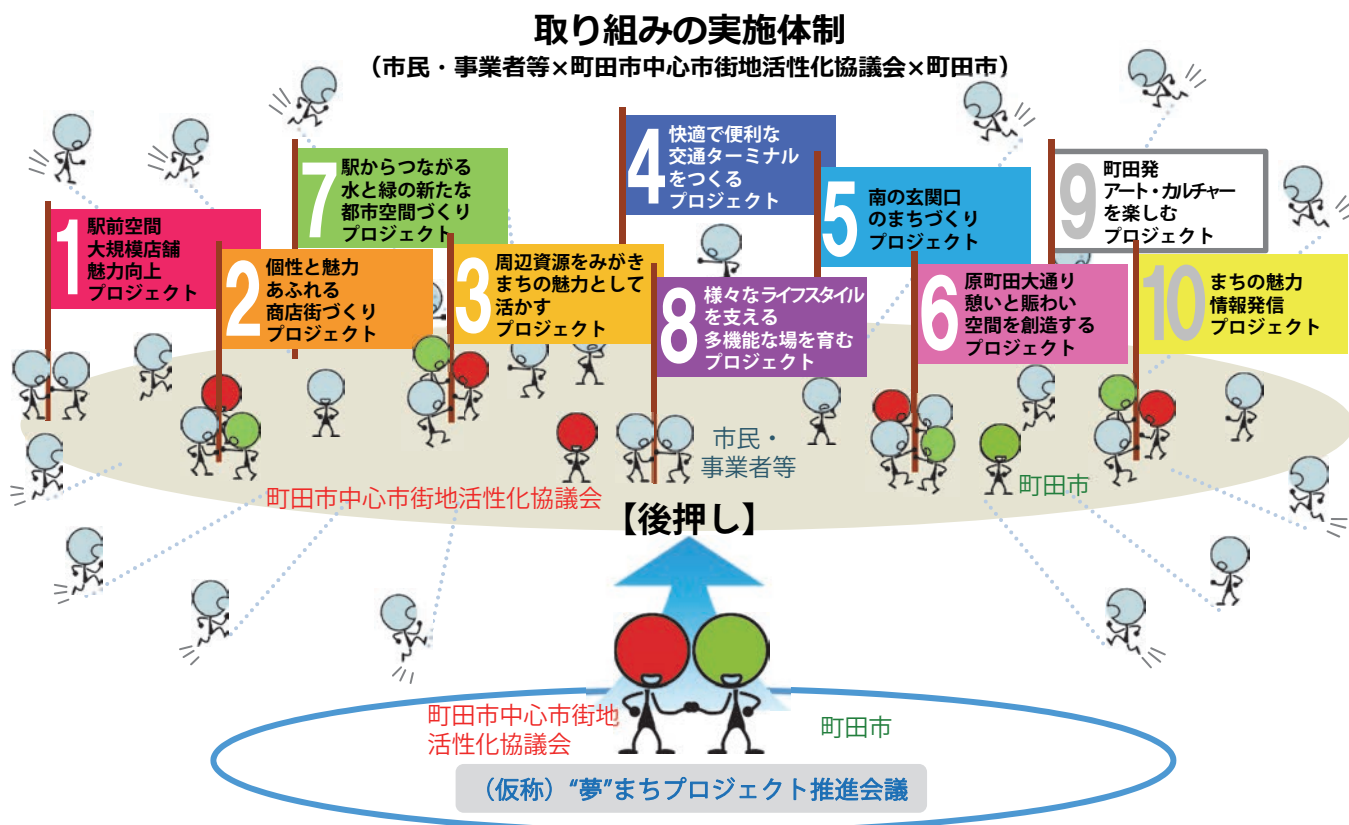 取り組みの実施体制
（市民・事業者等×町田市中心市街地活性化協議会×町田市）
1
駅前空間
大規模店舗
魅力向上
プロジェクト
2
個性と魅力
あふれる
商店街づくり
プロジェクト
7
駅からつながる
水と緑の新たな
都市空間づくり
プロジェクト
3
周辺資源をみがき
まちの魅力として
活かす
プロジェクト
4
快適で便利な
交通ターミナル
をつくる
プロジェクト
8
様々なライフスタイル
を支える
多機能な場を育む
プロジェクト
5
南の玄関口
のまちづくり
プロジェクト
6
原町田大通り
憩いと賑わい
空間を創造する
プロジェクト
9
町田発
アート・カルチャー
を楽しむ
プロジェクト
10
まちの魅力
情報発信
プロジェクト
市民・
事業者等
町田市中心市街地活性化協議会
町田市
【後押し】
町田市中心市街地
活性化協議会
町田市
（仮称）“夢”まちプロジェクト推進会議